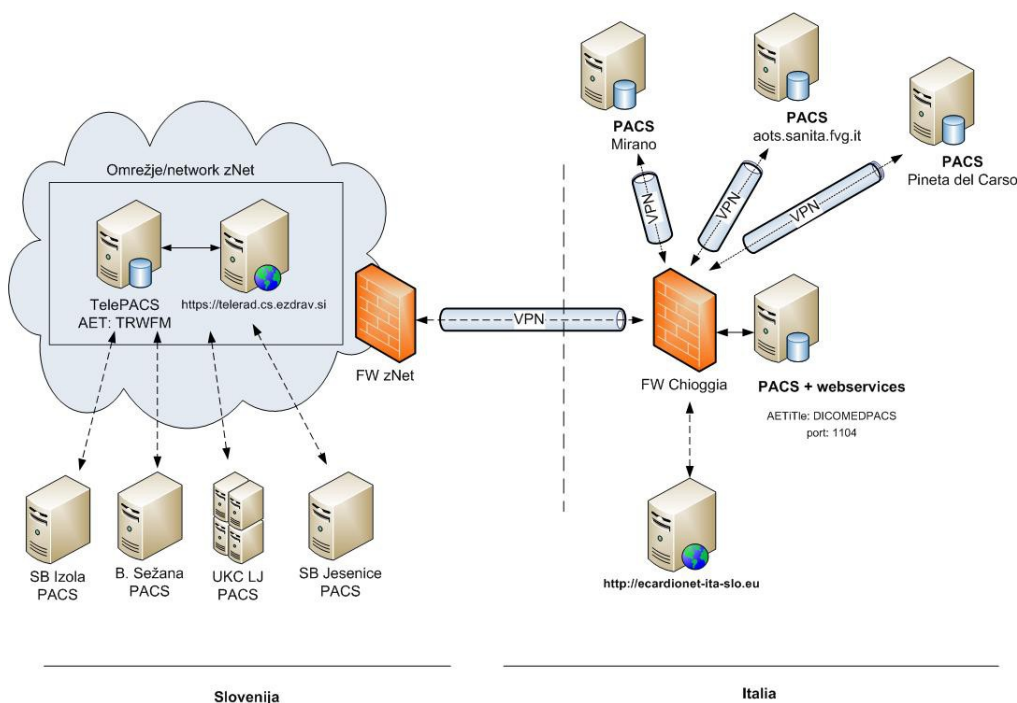 Omrežje/network zNet
TelePACS
AET: TRWFM
https://telerad.cs.ezdrav.si
FW zNet
SB Izola
PACS
B. Sežana
PACS
UKC LJ
PACS
SB Jesenice
PACS
Slovenija
VPN
PACS
Mirano
PACS
aots.sanita.fvg.it
PACS
Pineta del Carso
VPN
VPN
VPN
FW Chioggia
PACS + webservices
AETiTle: DICOMEDPACS
port: 1104
http://ecardionet-ita-slo.eu
Italia